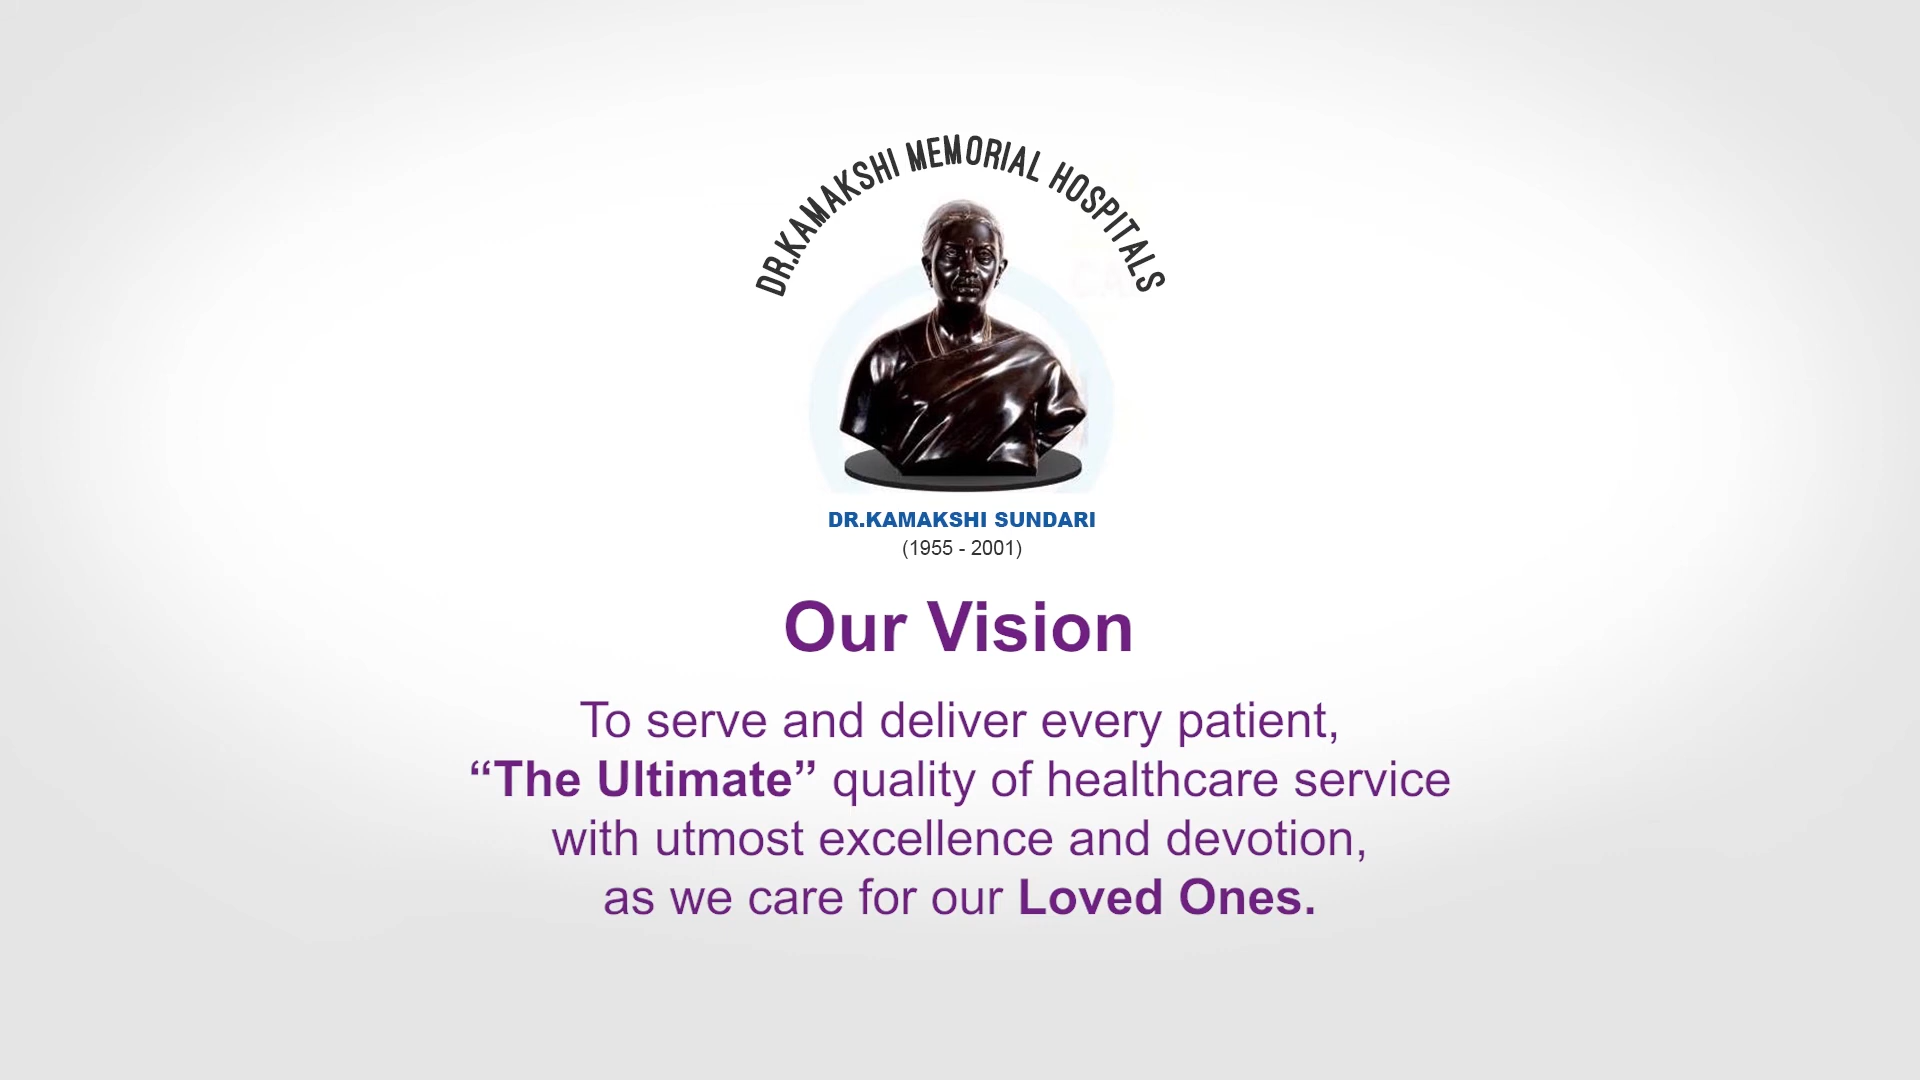 DR.KAMAKSHI MEMORIAL HOSPITALS
DR.KAMAKSHI SUNDARI
(1955 - 2001)
Our Vision
To serve and deliver every patient,
“The Ultimate” quality of healthcare service
with utmost excellence and devotion,
as we care for our Loved Ones.